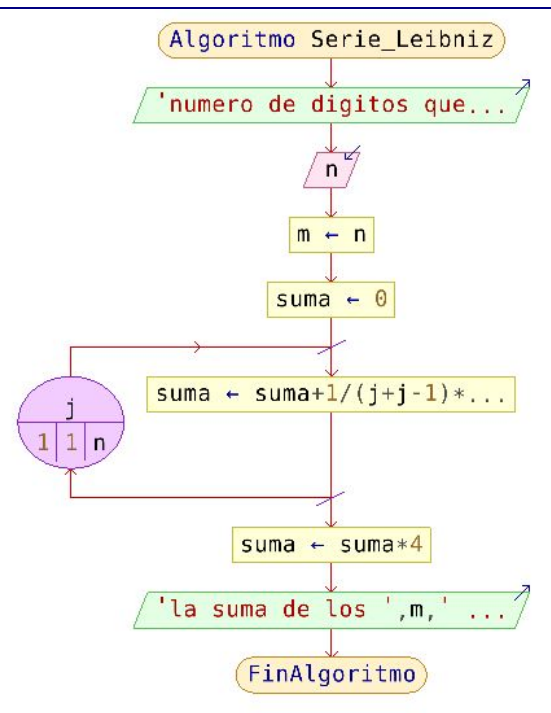 Algoritmo Serie_Leibniz
'numero de digitos que...
n
m ← n
suma ← 0
suma ← suma+1/(j+j-1)*...
j
1 1 n
suma ← suma*4
'la suma de los ',m,' ...
FinAlgoritmo